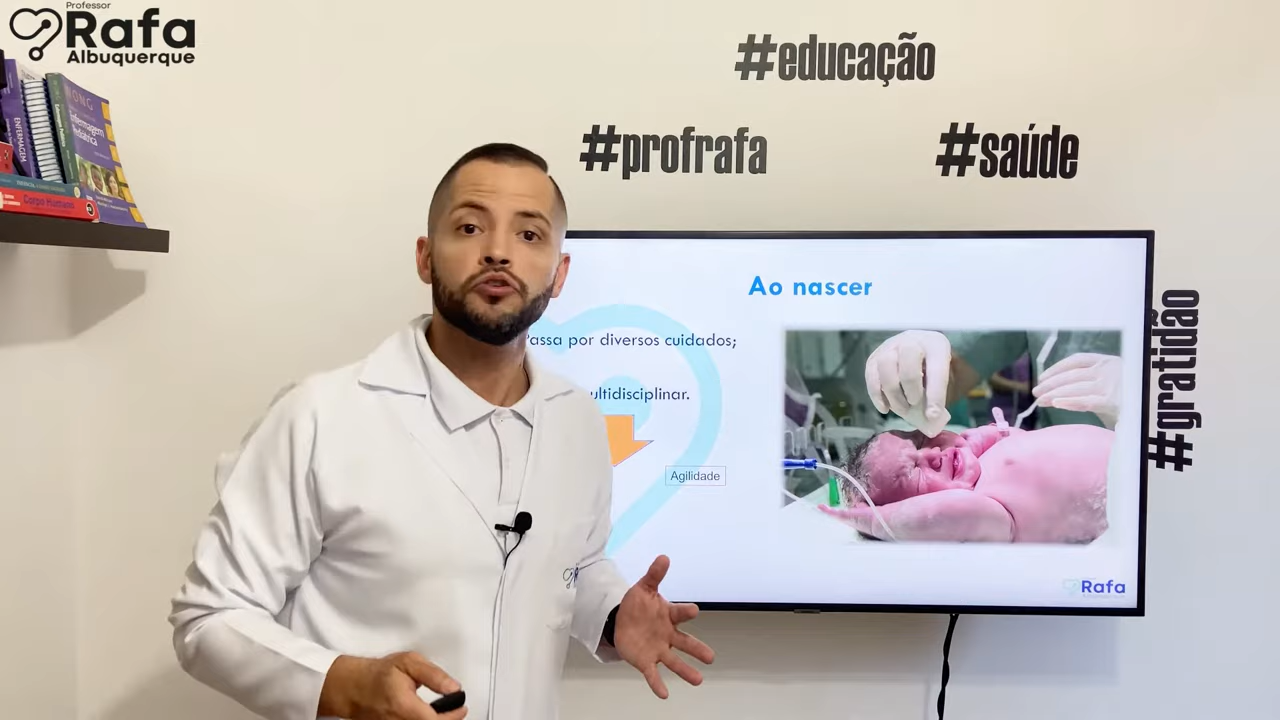 Professor
Rafa
Albuquerque
#educação
#profrafa
#saúde
#gratidão
WONG
Enfermagem
Pediátrica
ENFERMAGEM
Corpo Humano
Ao nascer
Passa por diversos cuidados;
ultidisciplinar.
Agilidade
Rafa